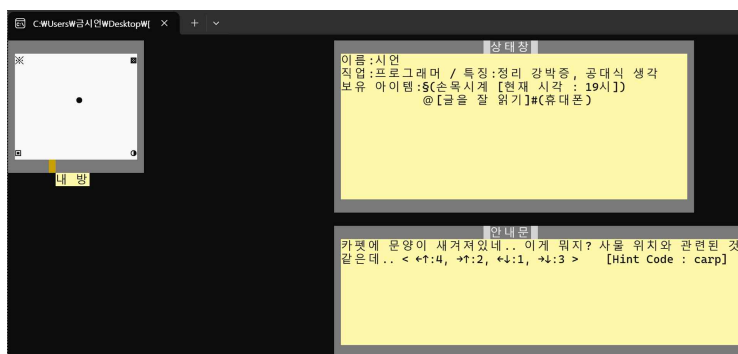 C:₩Users₩금시언₩Desktop₩[
상태창
이름:시언
직업:프로그래머 / 특징:정리 강박증, 공대식 생각
보유 아이템:§(손목시계 [현재 시각 : 19시])
@[글을 잘 읽기]#(휴대폰)
※
내 방
안내문
카펫에 문양이 새겨져있네.. 이게 뭐지? 사물 위치와 관련된 것
같은데.. < ←↑:4, →↑:2, ←↓:1, →↓:3 > [Hint Code : carp]